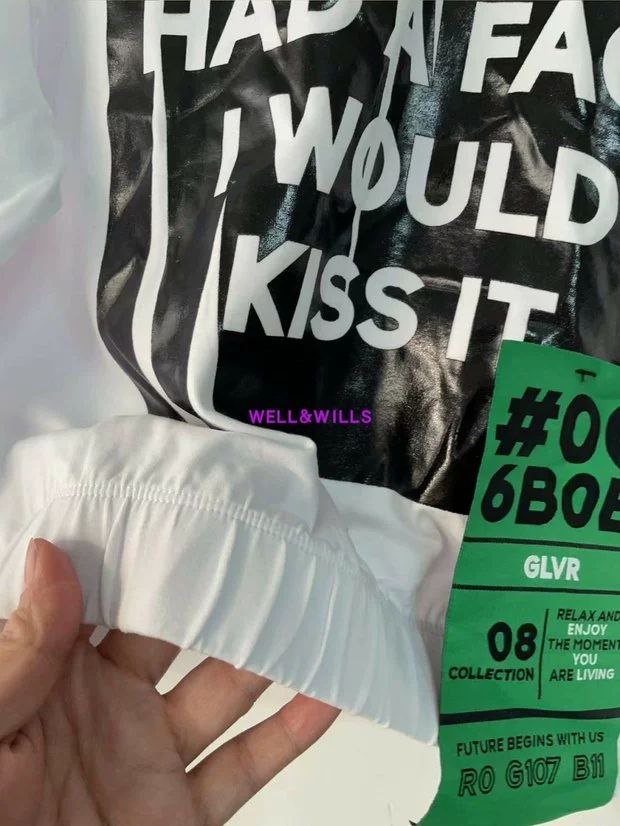 HAD A FAC
I WOULD
KISS IT
WELL&WILLS
#00
6B0B
GLVR
08
COLLECTION
RELAX AND
ENJOY
THE MOMENT
YOU
ARE LIVING
FUTURE BEGINS WITH US
R0 G107 B11